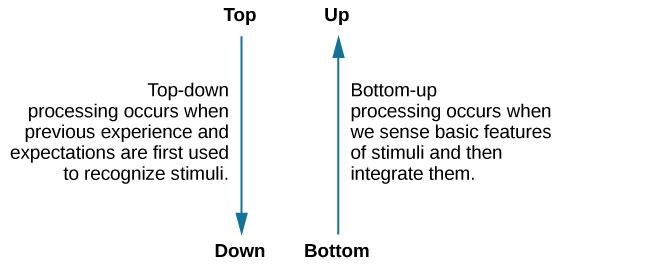 Top
Up
Top-down
processing occurs when
previous experience and
expectations are first used
to recognize stimuli.
Bottom-up
processing occurs when
we sense basic features
of stimuli and then
integrate them.
Down
Bottom